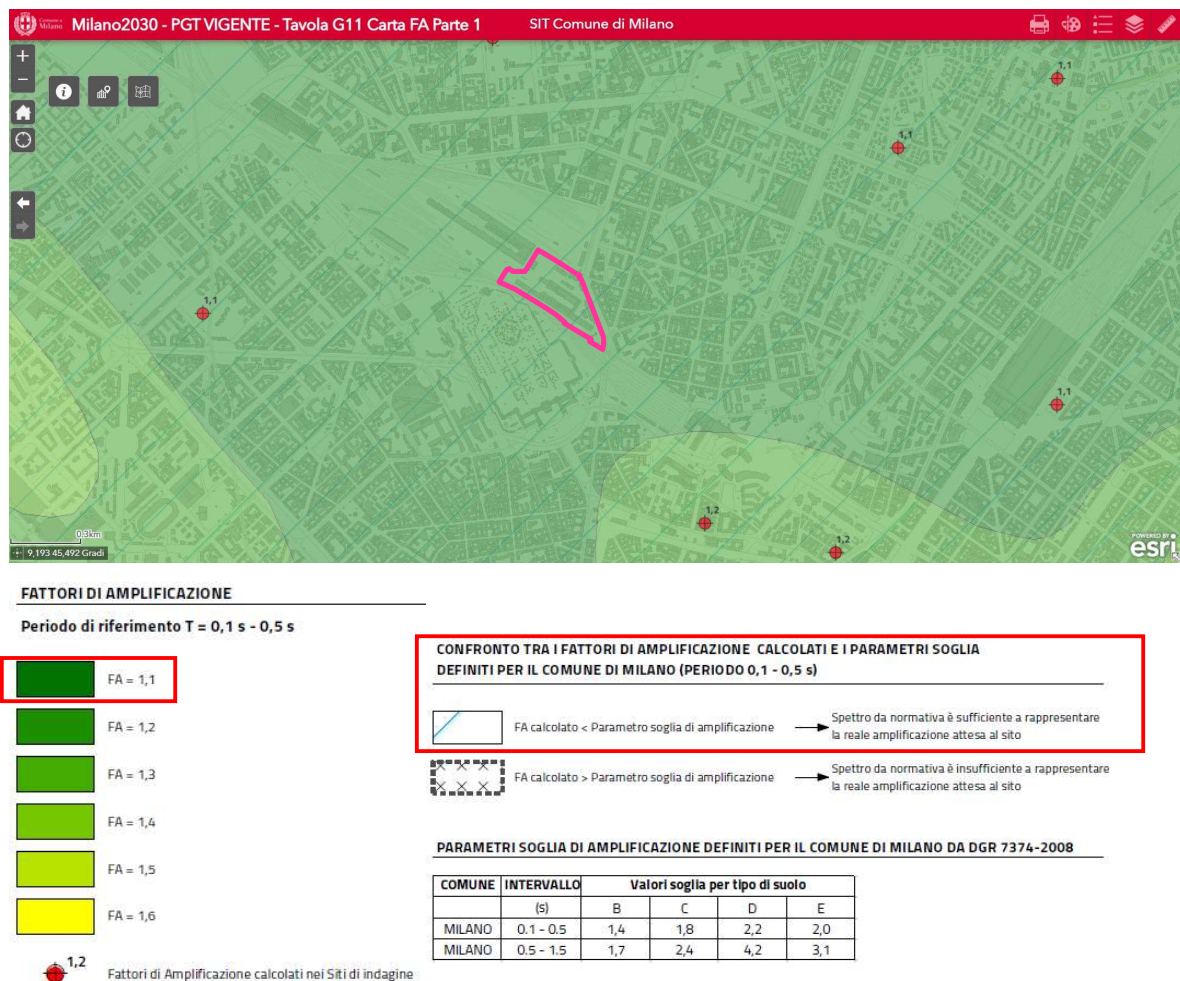 Comune di Milano
Milano2030 - PGT VIGENTE - Tavola G11 Carta FA Parte 1 SIT Comune di Milano
1,1
1,1
1,1
1,1
1,2
1,2
0.3km
9,193 45,492 Gradi
POWERED BY
esri
FATTORI DI AMPLIFICAZIONE
Periodo di riferimento T = 0,1 s - 0,5 s
FA = 1,1
FA = 1,2
FA = 1,3
FA = 1,4
FA = 1,5
FA = 1,6
1,2
Fattori di Amplificazione calcolati nei Siti di indagine
CONFRONTO TRA I FATTORI DI AMPLIFICAZIONE CALCOLATI E I PARAMETRI SOGLIA
DEFINITI PER IL COMUNE DI MILANO (PERIODO 0,1 - 0,5 s)
FA calcolato < Parametro soglia di amplificazione
Spettro da normativa è sufficiente a rappresentare
la reale amplificazione attesa al sito
FA calcolato > Parametro soglia di amplificazione
Spettro da normativa è insufficiente a rappresentare
la reale amplificazione attesa al sito
PARAMETRI SOGLIA DI AMPLIFICAZIONE DEFINITI PER IL COMUNE DI MILANO DA DGR 7374-2008
COMUNE INTERVALLO Valori soglia per tipo di suolo
(s) B C D E
MILANO 0.1 - 0.5 1,4 1,8 2,2 2,0
MILANO 0.5 - 1.5 1,7 2,4 4,2 3,1